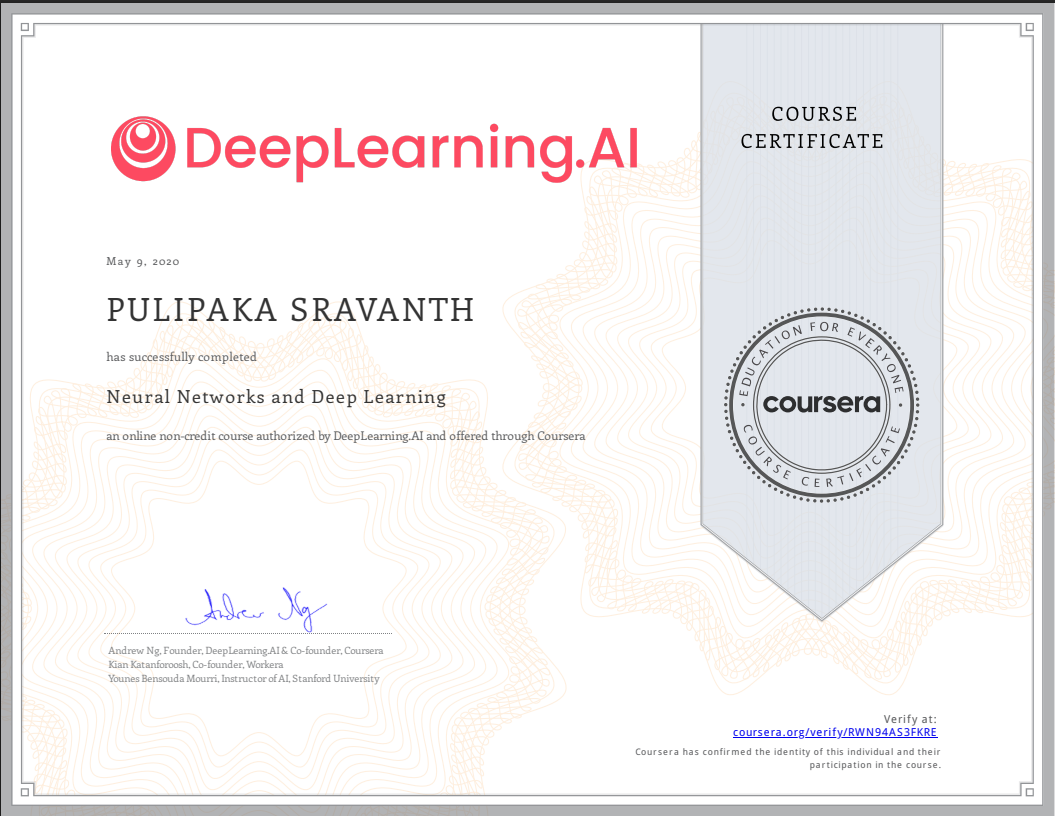 DeepLearning.AI
COURSE
CERTIFICATE
May 9, 2020
PULIPAKA SRAVANTH
has successfully completed
Neural Networks and Deep Learning
an online non-credit course authorized by DeepLearning.AI and offered through Coursera
EDUCATION FOR EVERYONE
coursera
COURSE CERTIFICATE
Andrew Ng
Andrew Ng, Founder, DeepLearning.AI & Co-founder, Coursera
Kian Katanforoosh, Co-founder, Workera
Younes Bensouda Mourri, Instructor of AI, Stanford University
Verify at:
coursera.org/verify/RWN94AS3FKRE
Coursera has confirmed the identity of this individual and their
participation in the course.